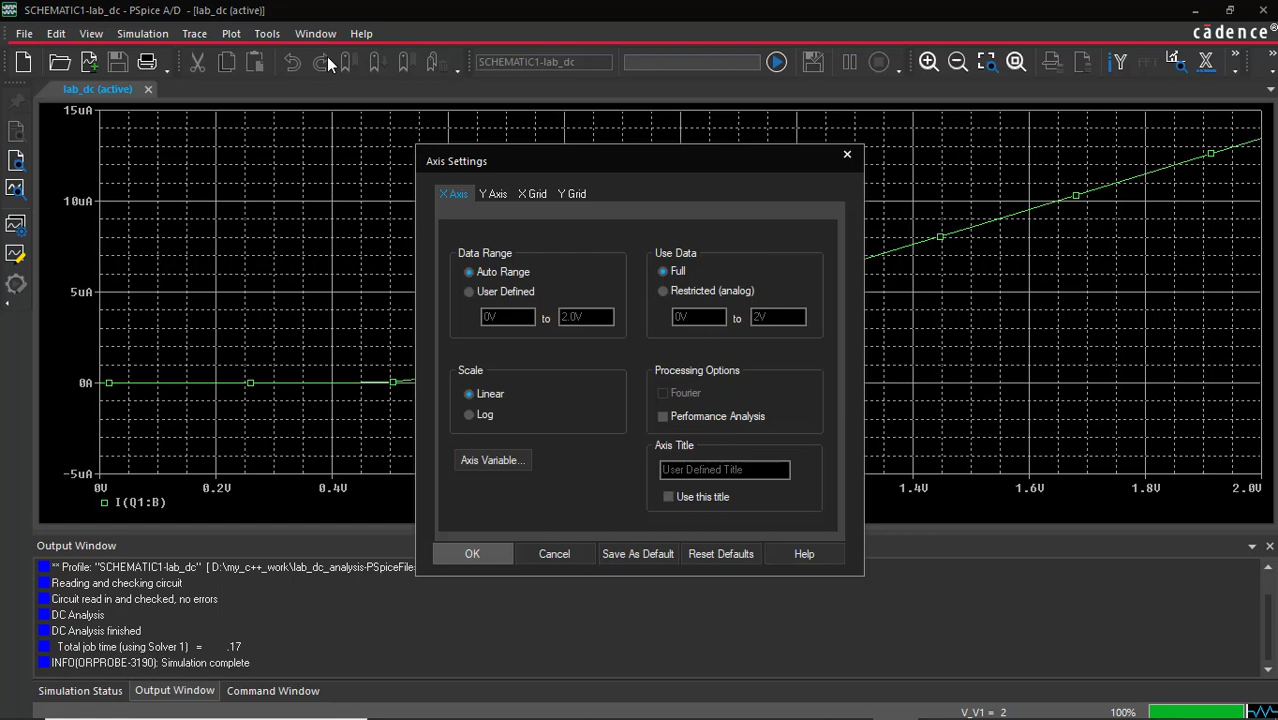 SCHEMATIC1-lab_dc - PSpice A/D - [lab_dc (active)]
File Edit View Simulation Trace Plot Tools Window Help
cādence
SCHEMATIC1-lab_dc
lab_dc (active)
15uA
10uA
5uA
0A
-5uA
0V 0.2V 0.4V 1.4V 1.6V 1.8V 2.0V
I(Q1:B)
Axis Settings
X Axis Y Axis X Grid Y Grid
Data Range
Auto Range
User Defined
0V to 2.0V
Use Data
Full
Restricted (analog)
0V to 2V
Scale
Linear
Log
Processing Options
Fourier
Performance Analysis
Axis Variable...
Axis Title
User Defined Title
Use this title
OK Cancel Save As Default Reset Defaults Help
Output Window
** Profile: "SCHEMATIC1-lab_dc" [ D:\my_c++_work\lab_dc_analysis-PSpiceFile
Reading and checking circuit
Circuit read in and checked, no errors
DC Analysis
DC Analysis finished
Total job time (using Solver 1) = .17
INFO(ORPROBE-3190): Simulation complete
Simulation Status Output Window Command Window
V_V1 = 2 100%